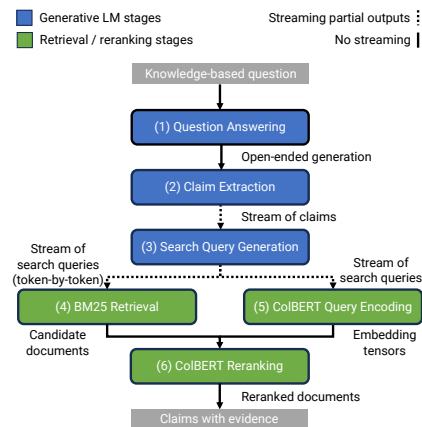 Generative LM stages
Streaming partial outputs
Retrieval / reranking stages
No streaming
Knowledge-based question
(1) Question Answering
Open-ended generation
(2) Claim Extraction
Stream of claims
(3) Search Query Generation
Stream of
search queries
(token-by-token)
Stream of
search queries
(4) BM25 Retrieval
(5) ColBERT Query Encoding
Candidate
documents
Embedding
tensors
(6) ColBERT Reranking
Reranked documents
Claims with evidence